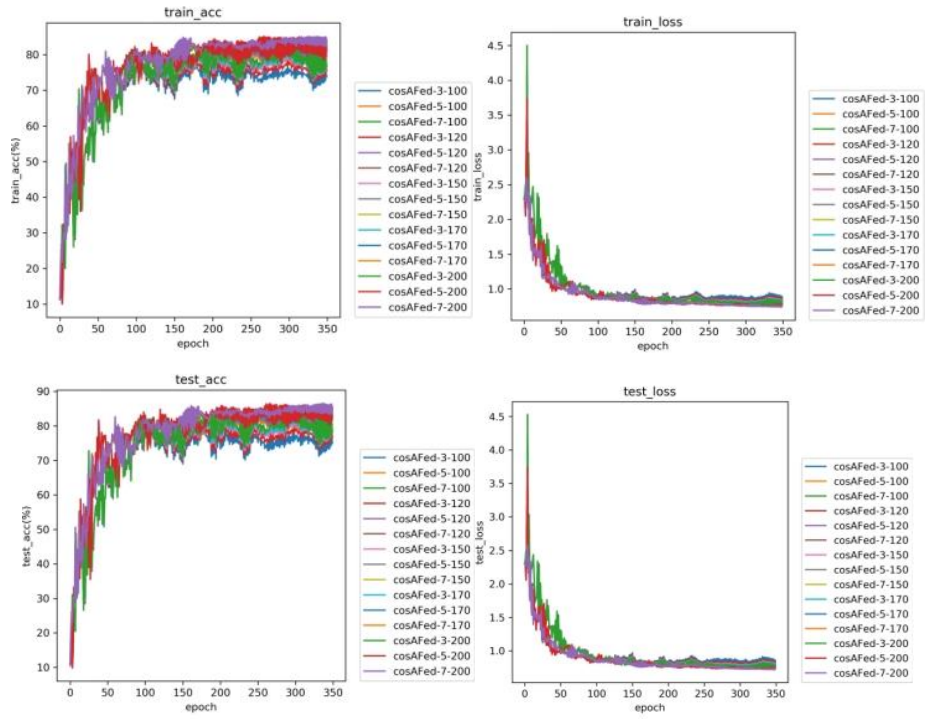 train_acc
train_acc(%)
80
70
60
50
40
30
20
10
0 50 100 150 200 250 300 350
epoch
cosAFed-3-100
cosAFed-5-100
cosAFed-7-100
cosAFed-3-120
cosAFed-5-120
cosAFed-7-120
cosAFed-3-150
cosAFed-5-150
cosAFed-7-150
cosAFed-3-170
cosAFed-5-170
cosAFed-7-170
cosAFed-3-200
cosAFed-5-200
cosAFed-7-200
train_loss
train_loss
4.5
4.0
3.5
3.0
2.5
2.0
1.5
1.0
0 50 100 150 200 250 300 350
epoch
cosAFed-3-100
cosAFed-5-100
cosAFed-7-100
cosAFed-3-120
cosAFed-5-120
cosAFed-7-120
cosAFed-3-150
cosAFed-5-150
cosAFed-7-150
cosAFed-3-170
cosAFed-5-170
cosAFed-7-170
cosAFed-3-200
cosAFed-5-200
cosAFed-7-200
test_acc
test_acc(%)
90
80
70
60
50
40
30
20
10
0 50 100 150 200 250 300 350
epoch
cosAFed-3-100
cosAFed-5-100
cosAFed-7-100
cosAFed-3-120
cosAFed-5-120
cosAFed-7-120
cosAFed-3-150
cosAFed-5-150
cosAFed-7-150
cosAFed-3-170
cosAFed-5-170
cosAFed-7-170
cosAFed-3-200
cosAFed-5-200
cosAFed-7-200
test_loss
test_loss
4.5
4.0
3.5
3.0
2.5
2.0
1.5
1.0
0 50 100 150 200 250 300 350
epoch
cosAFed-3-100
cosAFed-5-100
cosAFed-7-100
cosAFed-3-120
cosAFed-5-120
cosAFed-7-120
cosAFed-3-150
cosAFed-5-150
cosAFed-7-150
cosAFed-3-170
cosAFed-5-170
cosAFed-7-170
cosAFed-3-200
cosAFed-5-200
cosAFed-7-200